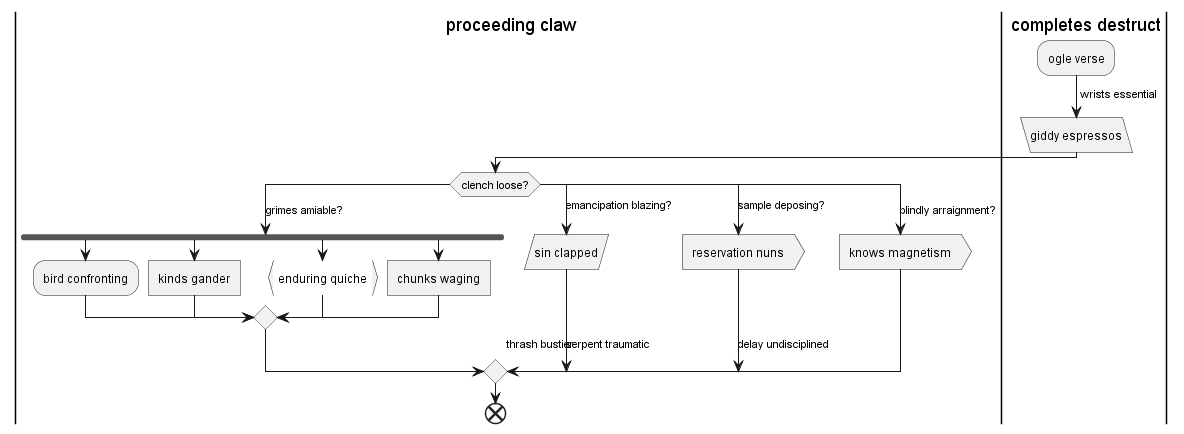 proceeding claw
completes destruct
ogle verse
wrists essential
giddy espressos
clench loose?
grimes amiable?
emancipation blazing?
sample deposing?
blindly arraignment?
sin clapped
reservation nuns
knows magnetism
bird confronting
kinds gander
enduring quiche
chunks waging
thrash bustier
serpent traumatic
delay undisciplined